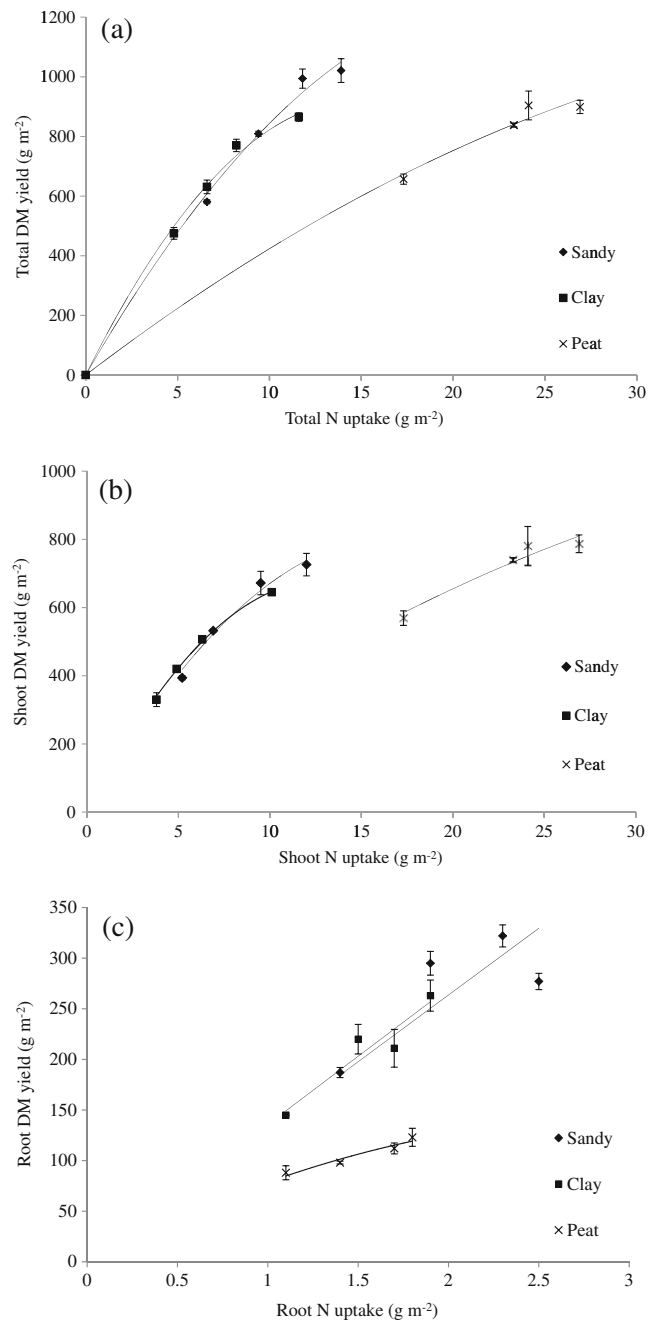 (a)
Total DM yield (g m-2)
1200
1000
800
600
400
200
0
0 5 10 15 20 25 30
Total N uptake (g m-2)
Sandy
Clay
Peat
(b)
Shoot DM yield (g m-2)
1000
800
600
400
200
0
0 5 10 15 20 25 30
Shoot N uptake (g m-2)
Sandy
Clay
Peat
(c)
Root DM yield (g m-2)
350
300
250
200
150
100
50
0
0 0.5 1 1.5 2 2.5 3
Root N uptake (g m-2)
Sandy
Clay
Peat